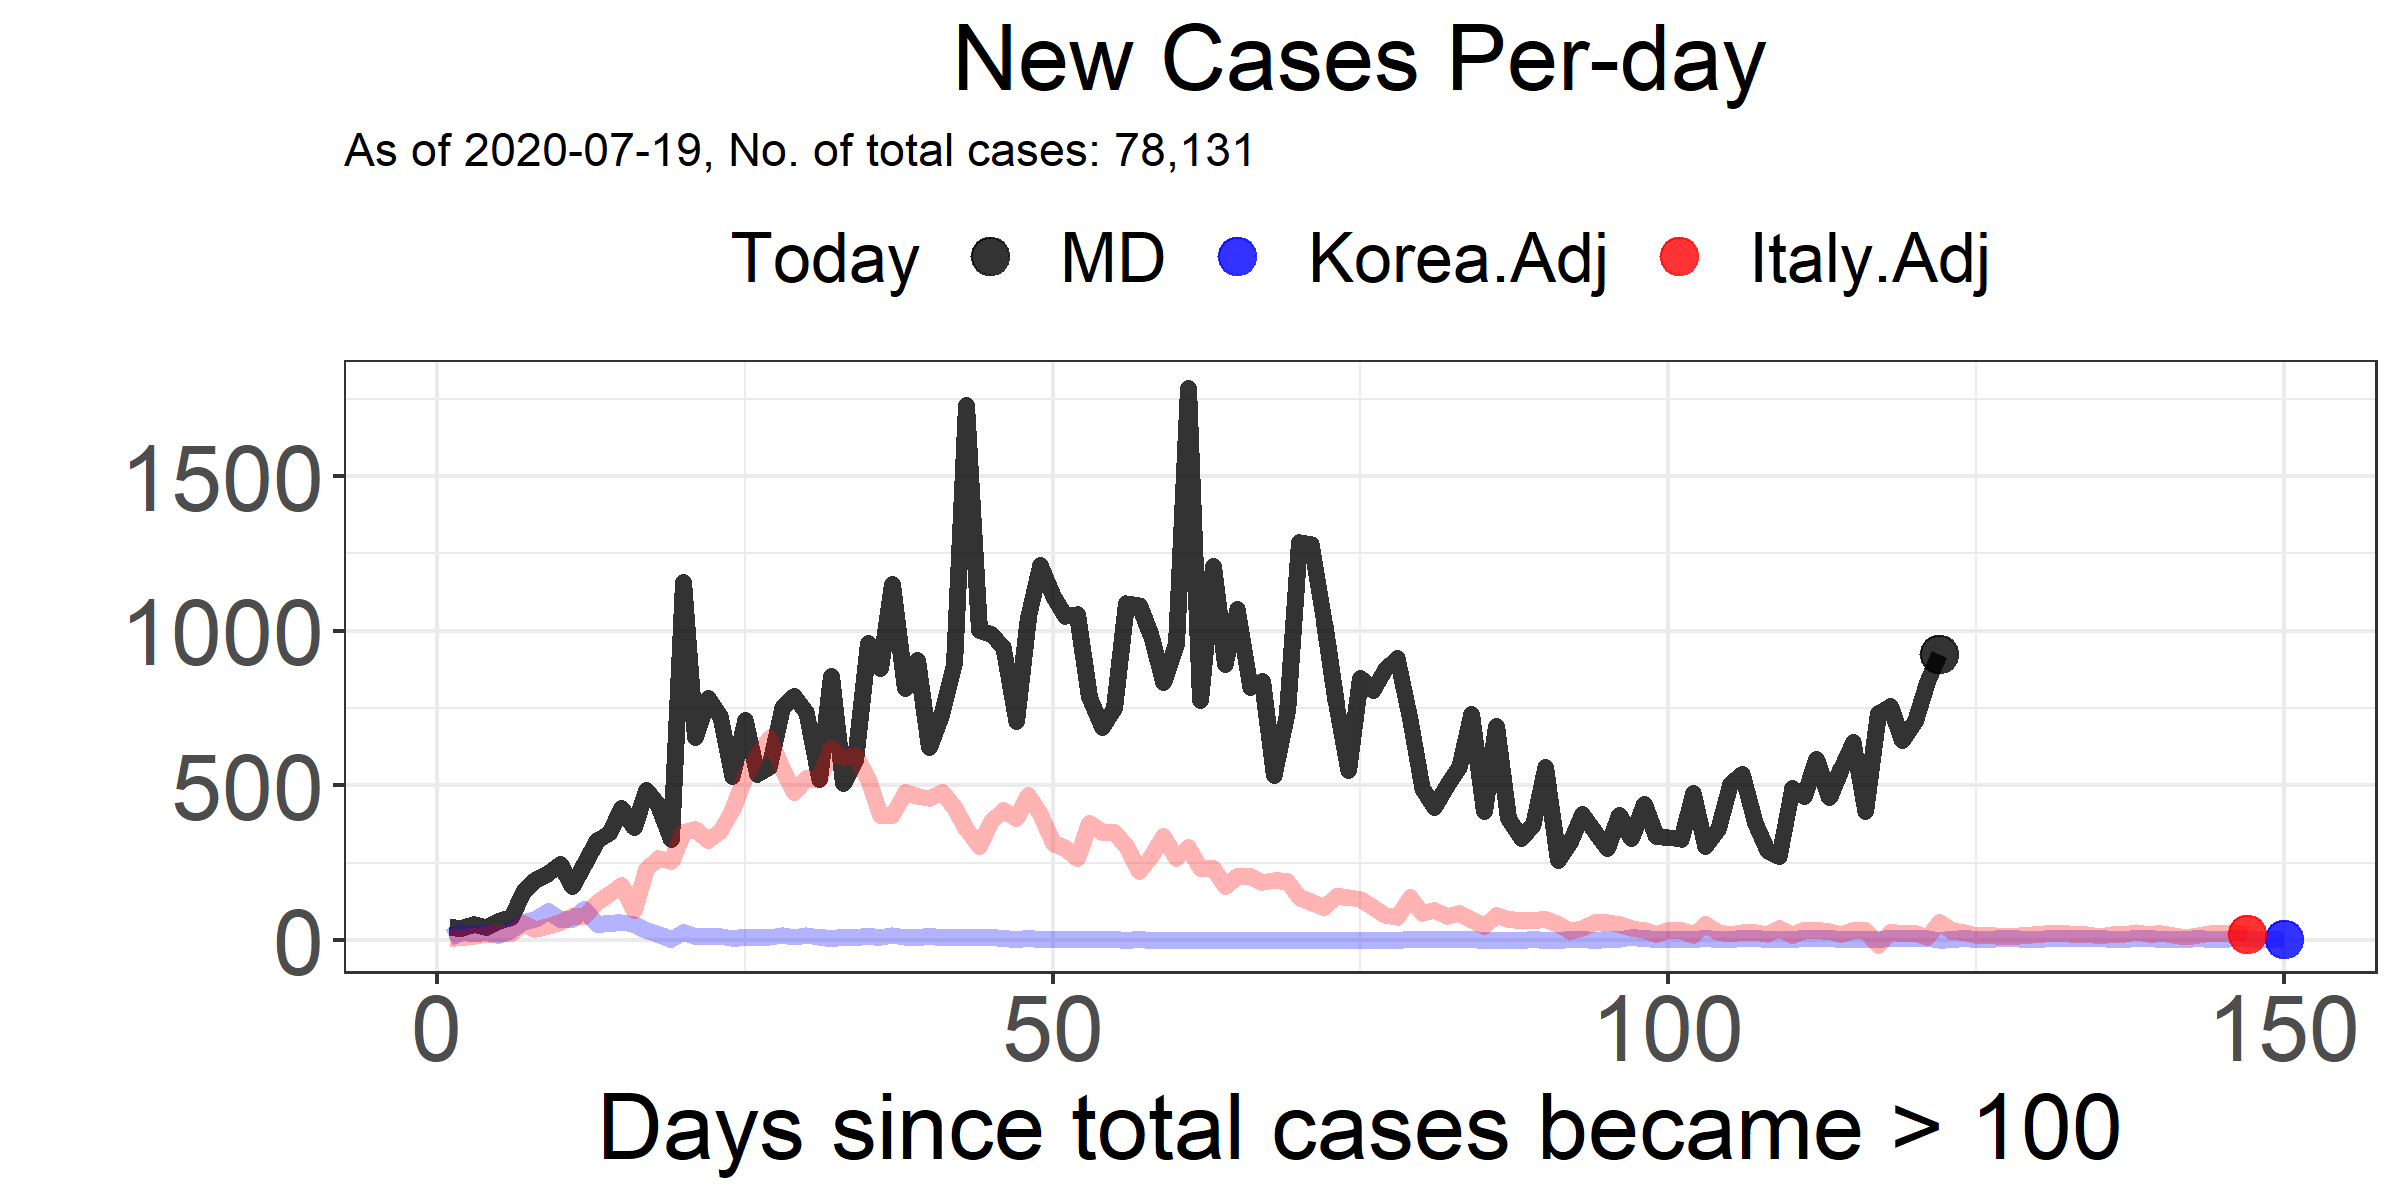 New Cases Per-day
As of 2020-07-19, No. of total cases: 78,131
Today MD Korea.Adj Italy.Adj
1500
1000
500
0
0 50 100 150
Days since total cases became > 100